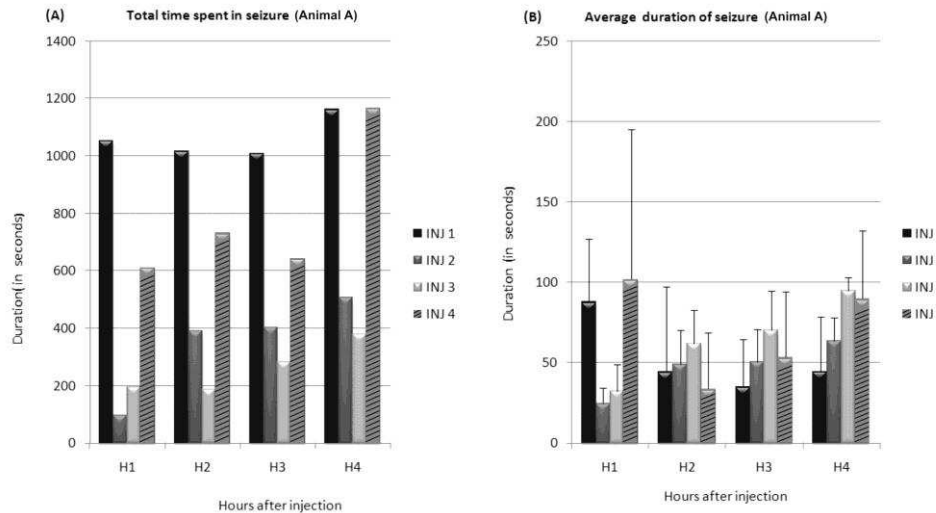 (A) Total time spent in seizure (Animal A)
1400
1200
1000
800
600
400
200
0
Duration( in seconds)
H1 H2 H3 H4
Hours after injection
INJ 1
INJ 2
INJ 3
INJ 4
(B) Average duration of seizure (Animal A)
250
200
150
100
50
0
Duration (in seconds)
H1 H2 H3 H4
Hours after injection
INJ
INJ
INJ
INJ